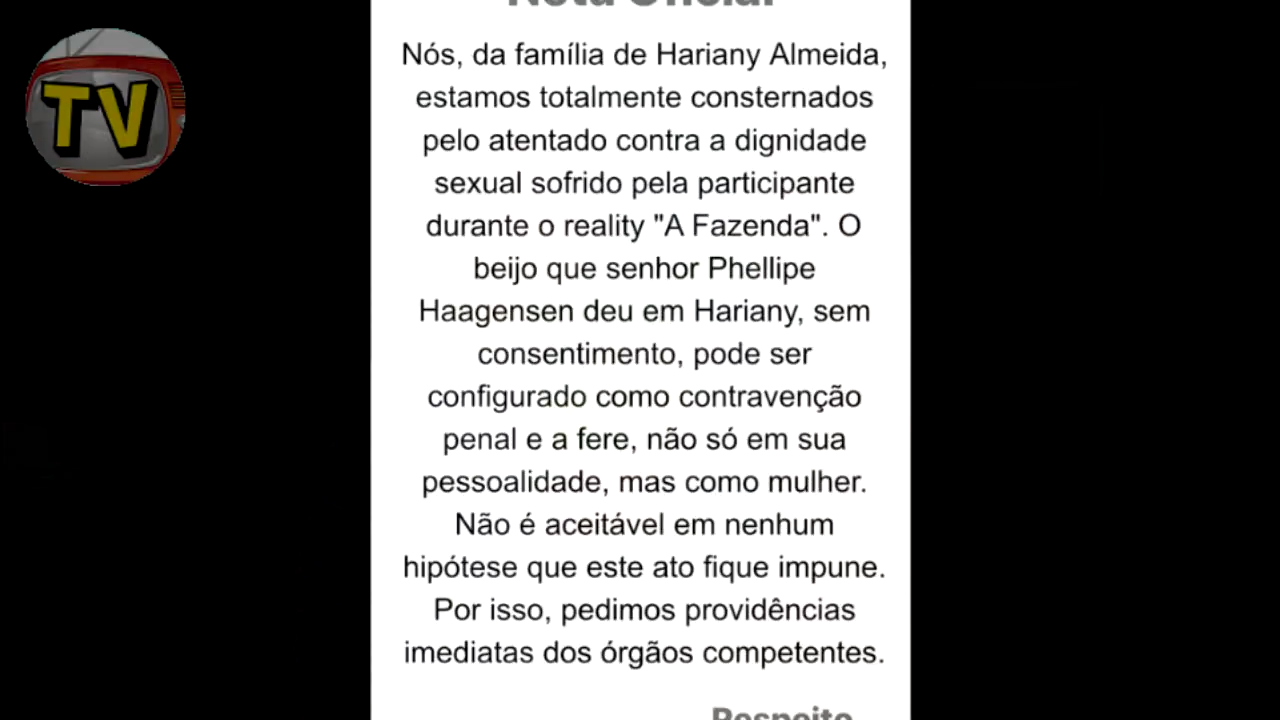 Nota Oficial
TV
Nós, da família de Hariany Almeida,
estamos totalmente consternados
pelo atentado contra a dignidade
sexual sofrido pela participante
durante o reality "A Fazenda". O
beijo que senhor Phellipe
Haagensen deu em Hariany, sem
consentimento, pode ser
configurado como contravenção
penal e a fere, não só em sua
pessoalidade, mas como mulher.
Não é aceitável em nenhum
hipótese que este ato fique impune.
Por isso, pedimos providências
imediatas dos órgãos competentes.
Respeito